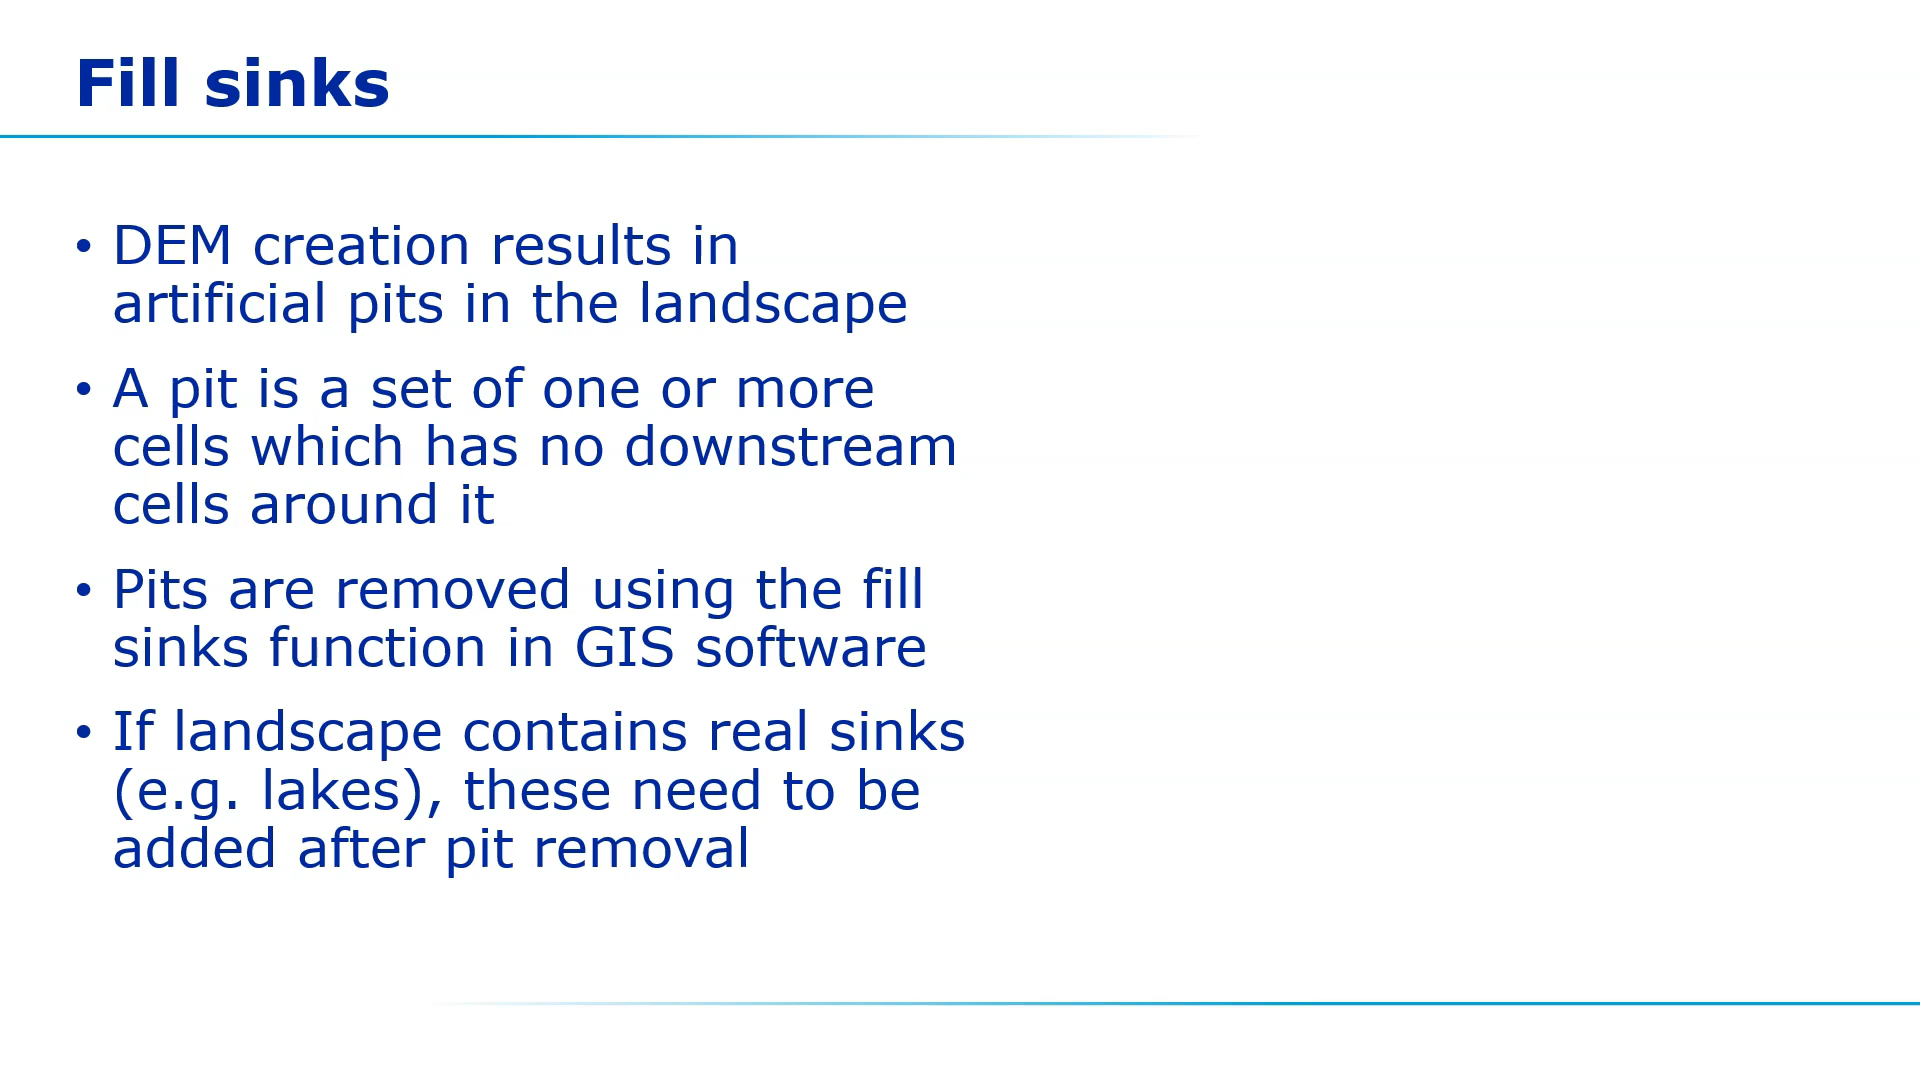 Fill sinks
• DEM creation results in
artificial pits in the landscape
• A pit is a set of one or more
cells which has no downstream
cells around it
• Pits are removed using the fill
sinks function in GIS software
• If landscape contains real sinks
(e.g. lakes), these need to be
added after pit removal